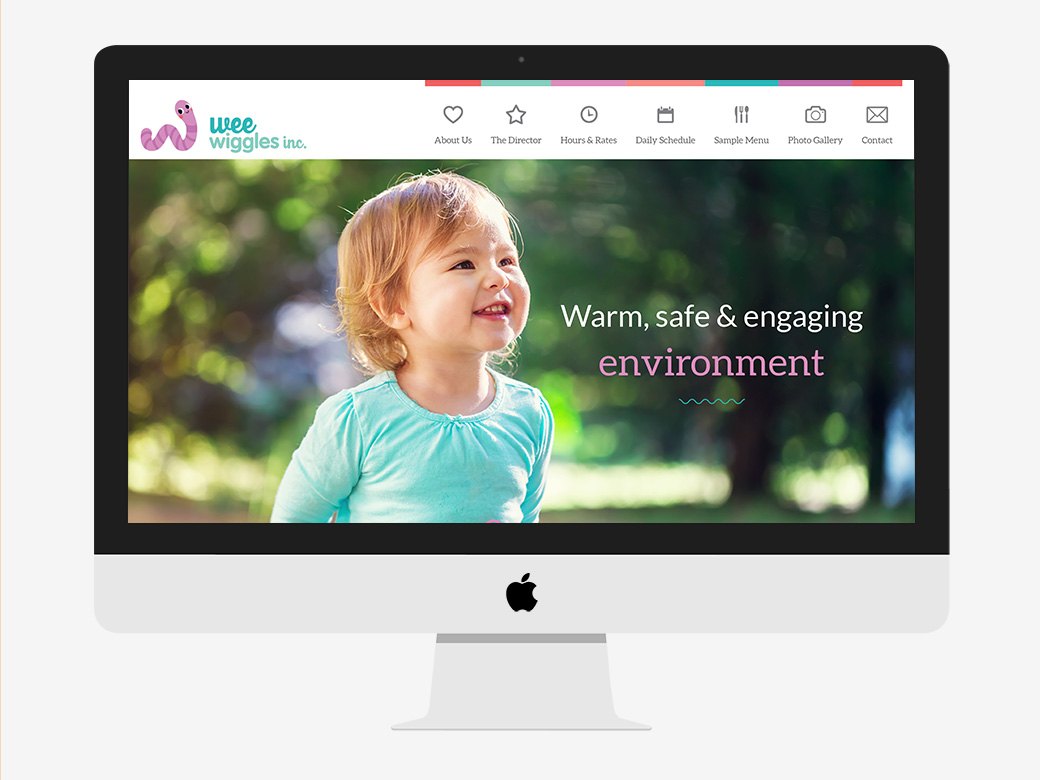 wee
wiggles inc.
About Us
The Director
Hours & Rates
Daily Schedule
Sample Menu
Photo Gallery
Contact
Warm, safe & engaging
environment